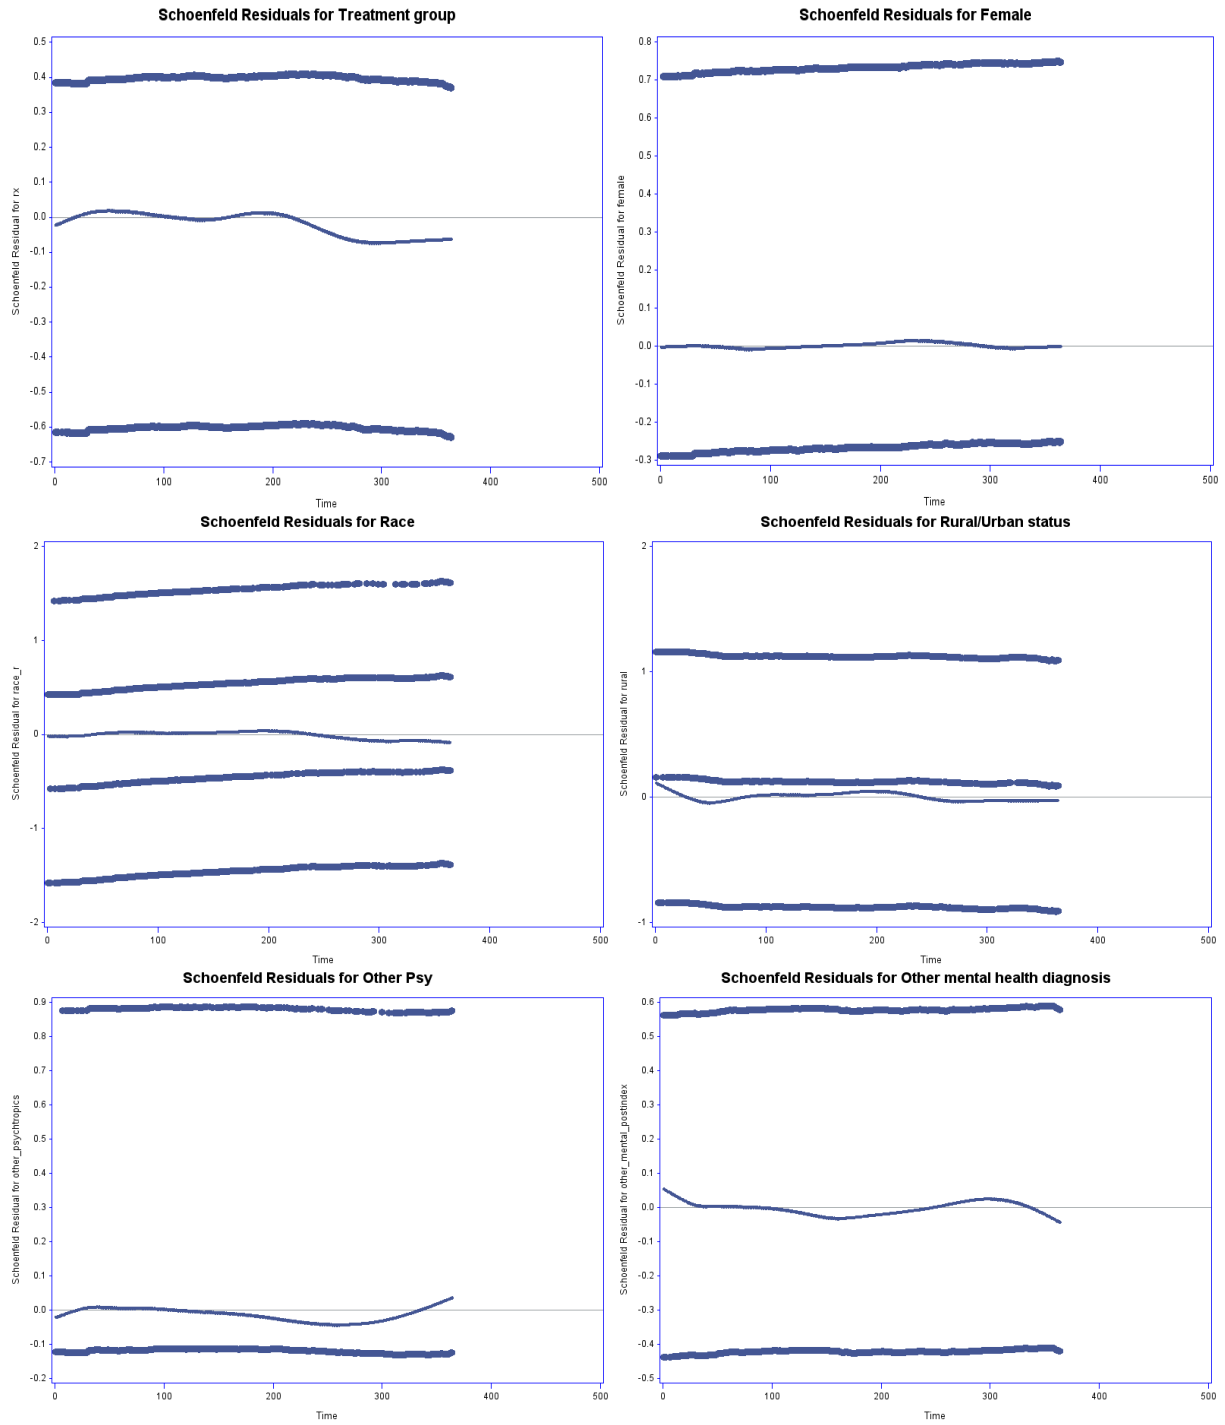 Schoenfeld Residuals for Treatment group
Schoenfeld Residual for rx
0.5
0.4
0.3
0.2
0.1
0.0
-0.1
-0.2
-0.3
-0.4
-0.5
-0.6
-0.7
0 100 200 300 400 500
Time
Schoenfeld Residuals for Female
Schoenfeld Residual for female
0.8
0.7
0.6
0.5
0.4
0.3
0.2
0.1
0.0
-0.1
-0.2
-0.3
0 100 200 300 400 500
Time
Schoenfeld Residuals for Race
Schoenfeld Residual for race_r
2
1
0
-1
-2
0 100 200 300 400 500
Time
Schoenfeld Residuals for Rural/Urban status
Schoenfeld Residual for rural
2
1
0
-1
0 100 200 300 400 500
Time
Schoenfeld Residuals for Other Psy
Schoenfeld Residual for other_psychtropics
0.9
0.8
0.7
0.6
0.5
0.4
0.3
0.2
0.1
0.0
-0.1
-0.2
0 100 200 300 400 500
Time
Schoenfeld Residuals for Other mental health diagnosis
Schoenfeld Residual for other_mental_postindex
0.6
0.5
0.4
0.3
0.2
0.1
0.0
-0.1
-0.2
-0.3
-0.4
-0.5
0 100 200 300 400 500
Time